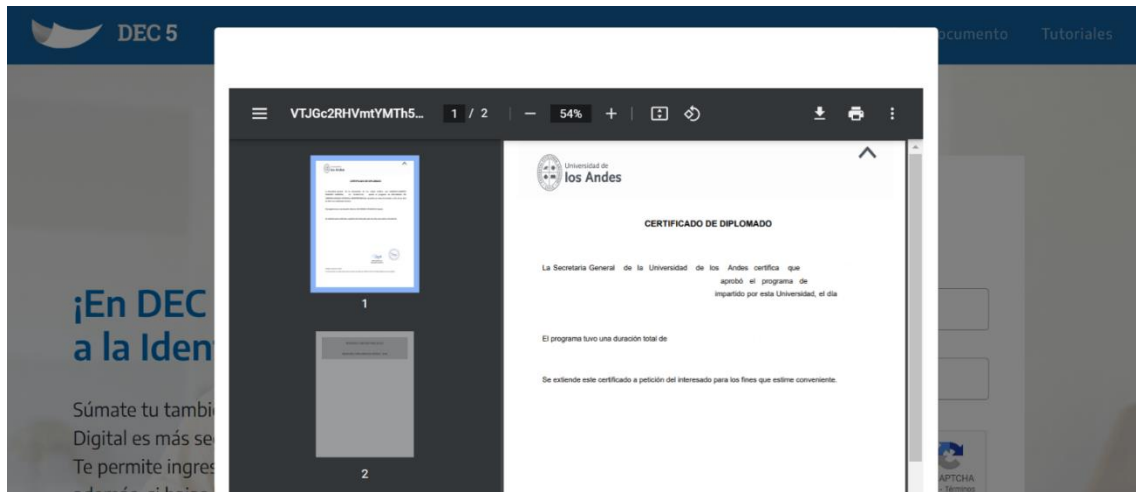 DEC 5
ocumento
Tutoriales
VTJGc2RHVmtYMTh5... 1 / 2 54%
Universidad de
los Andes
CERTIFICADO DE DIPLOMADO
La Secretaria General de la Universidad de los Andes certifica que
aprobó el programa de
impartido por esta Universidad, el día
El programa tuvo una duración total de
Se extiende este certificado a petición del interesado para los fines que estime conveniente.
1
2
¡En DEC
a la Iden
Súmate tu tambi
Digital es más se
Te permite ingres
APTCHA
- Términos